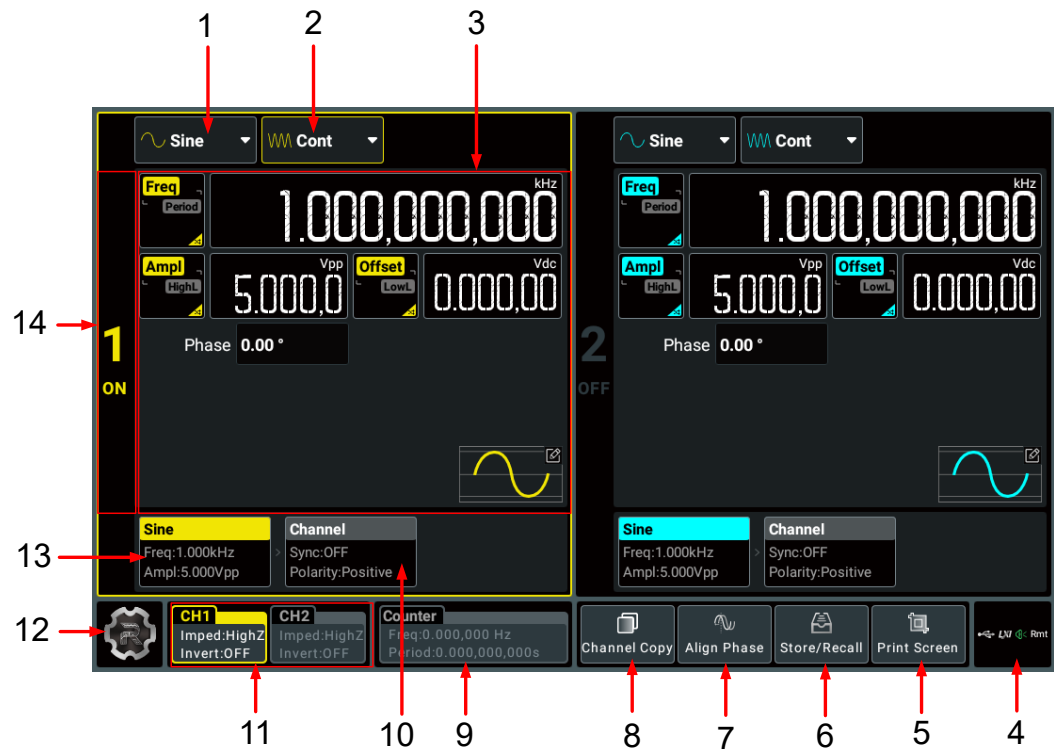 1 2 3
Sine Cont Sine Cont
Freq kHz Freq kHz
Period 1.000,000,000 Period 1.000,000,000
Ampl Vpp Offset Vdc Ampl Vpp Offset Vdc
HighL 5.000,0 LowL 0.000,00 HighL 5.000,0 LowL 0.000,00
14
1 Phase 0.00 ° 2 Phase 0.00 °
ON OFF
Sine Channel Sine Channel
13 Freq:1.000kHz > Sync:OFF Freq:1.000kHz > Sync:OFF
Ampl:5.000Vpp Polarity:Positive Ampl:5.000Vpp Polarity:Positive
CH1 CH2 Counter
12 R Imped:HighZ Imped:HighZ Freq:0.000,000 Hz LXI Rmt
Invert:OFF Invert:OFF Period:0.000,000,000s Channel Copy Align Phase Store/Recall Print Screen
11 10 9 8 7 6 5 4